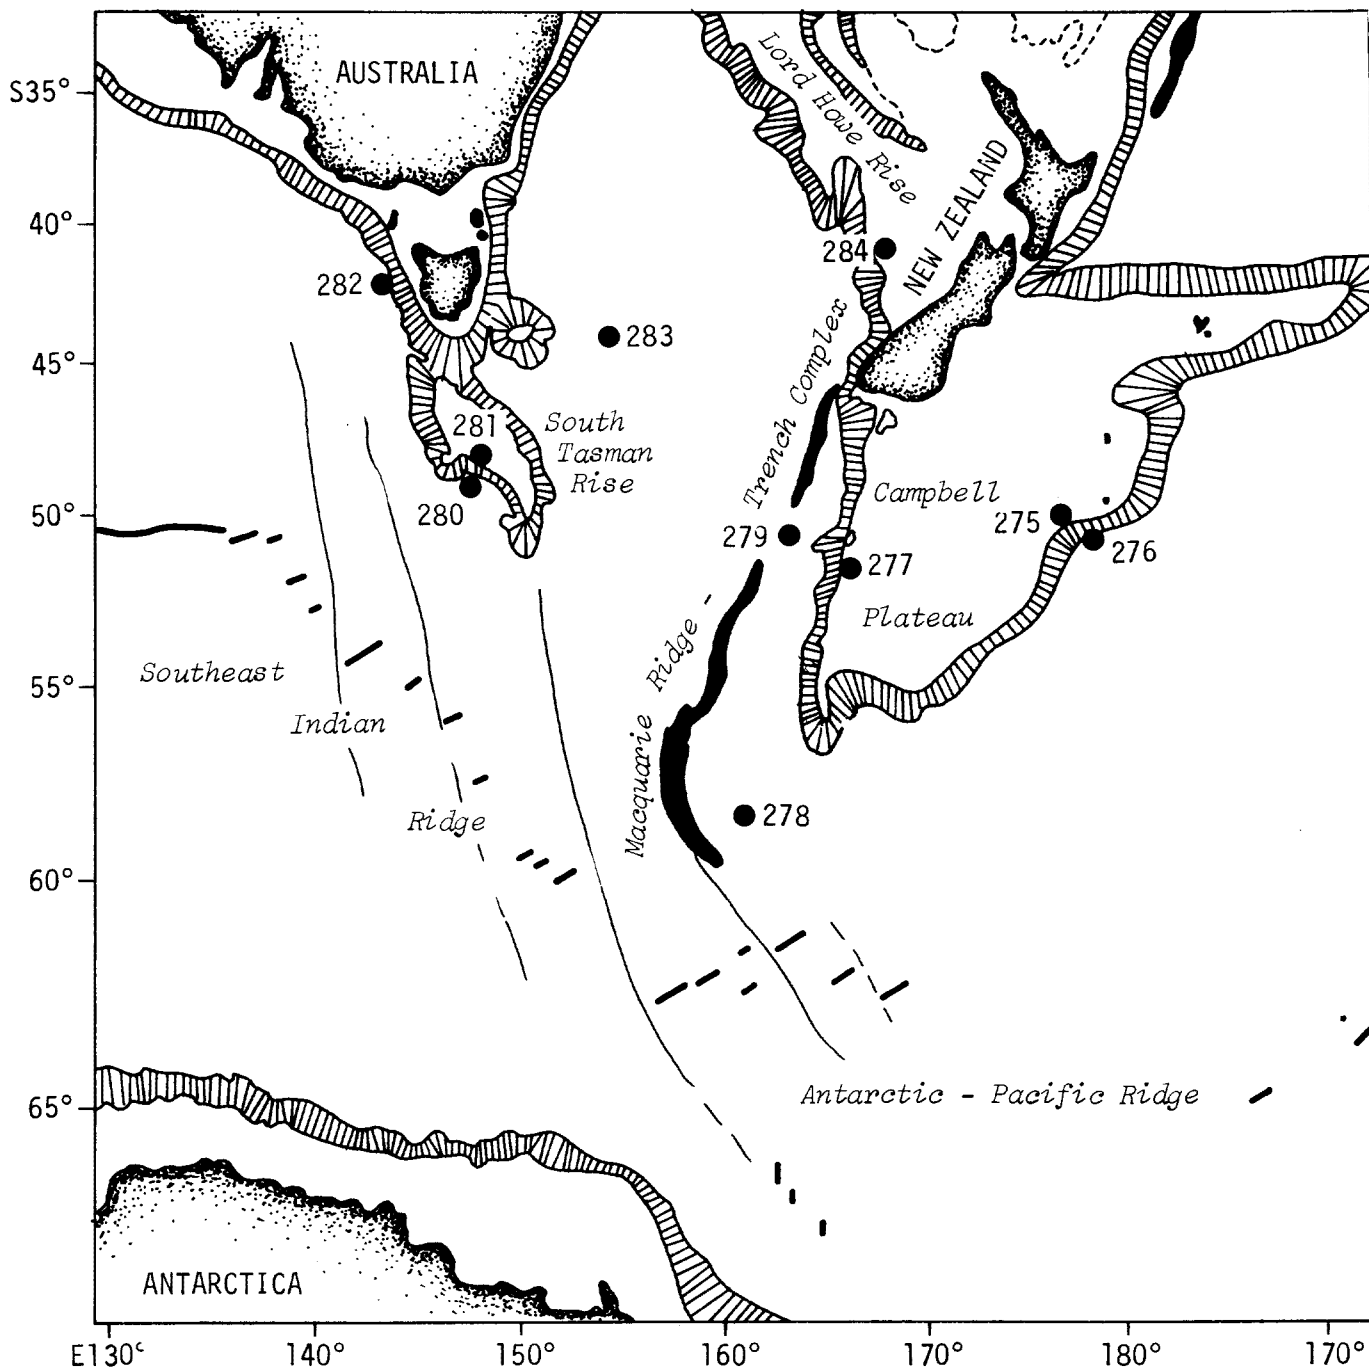 AUSTRALIA
Lord Howe Rise
S35°
NEW ZEALAND
40°
284
282
283
45°
Trench Complex
281
South
Tasman
Rise
Campbell
50°
280
275
279
276
277
Plateau
Southeast
55°
Indian
Macquarie Ridge -
Ridge
278
60°
Antarctic - Pacific Ridge
65°
ANTARCTICA
E130°
140°
150°
160°
170°
180°
170°